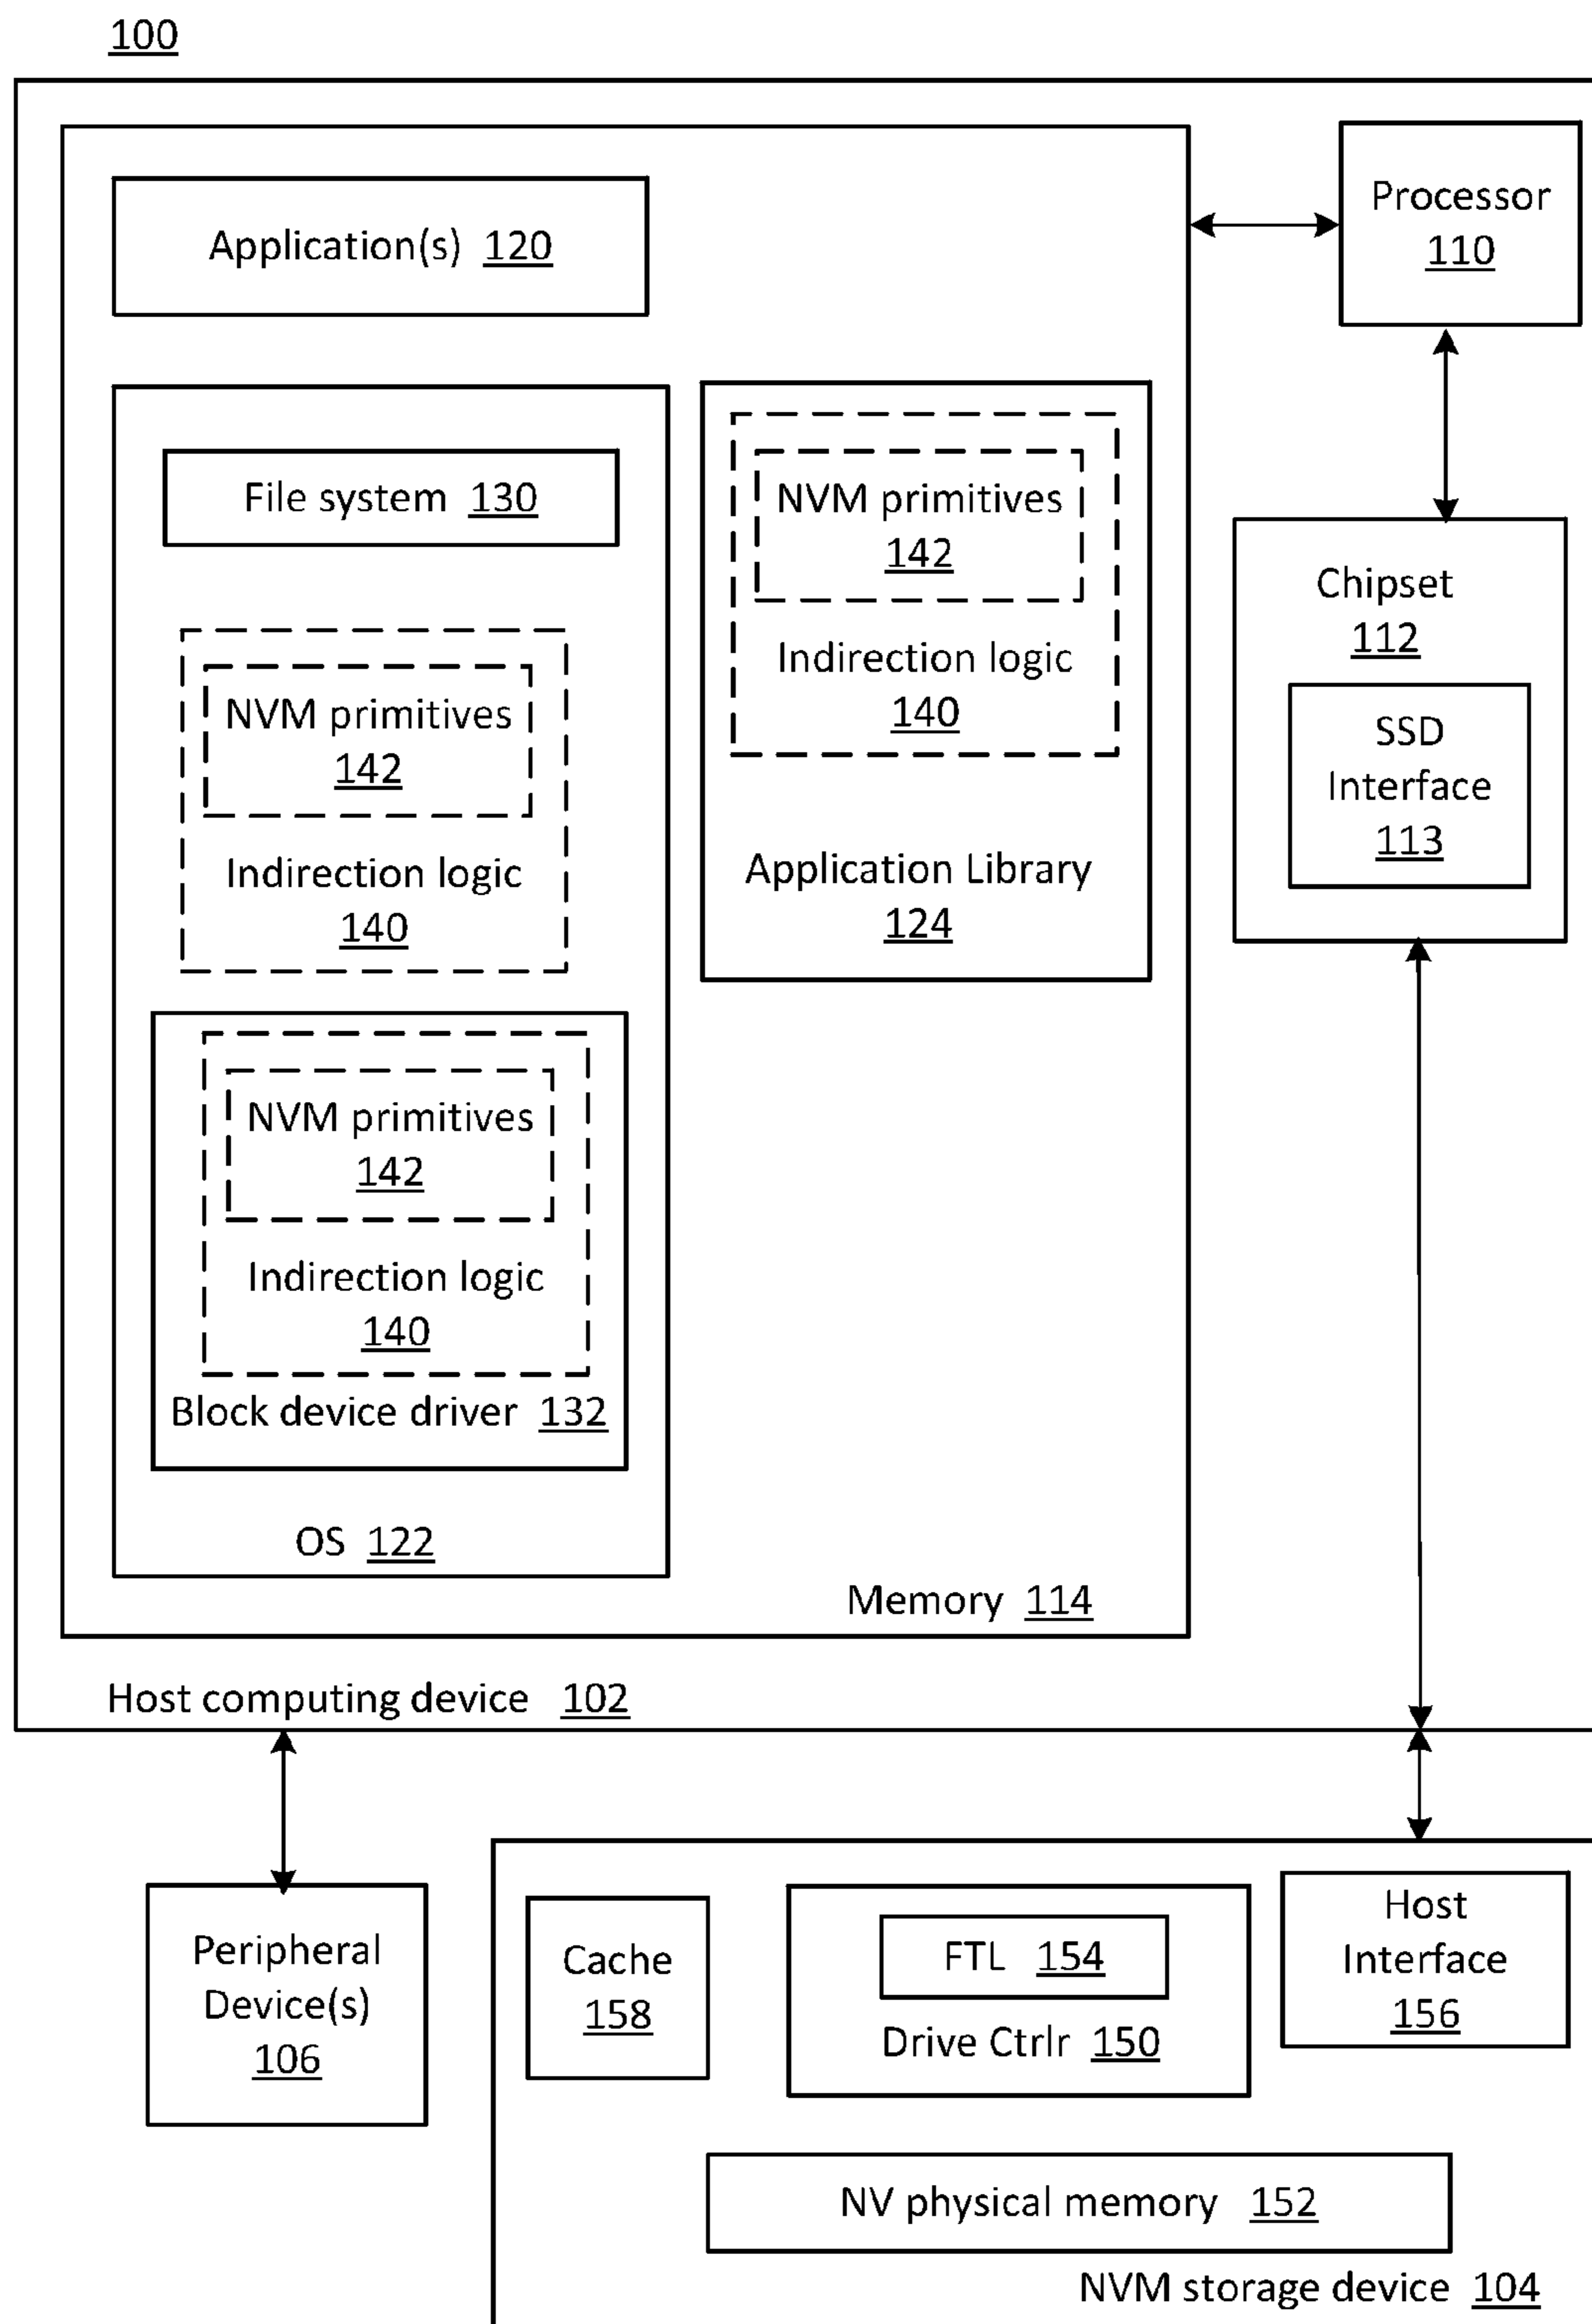 100
Application(s) 120
Processor
110
File system 130
NVM primitives
142
Indirection logic
140
Application Library
124
NVM primitives
142
Indirection logic
140
Chipset
112
SSD
Interface
113
NVM primitives
142
Indirection logic
140
Block device driver 132
OS 122
Memory 114
Host computing device 102
Peripheral
Device(s)
106
Cache
158
FTL 154
Drive Ctrlr 150
Host
Interface
156
NV physical memory 152
NVM storage device 104